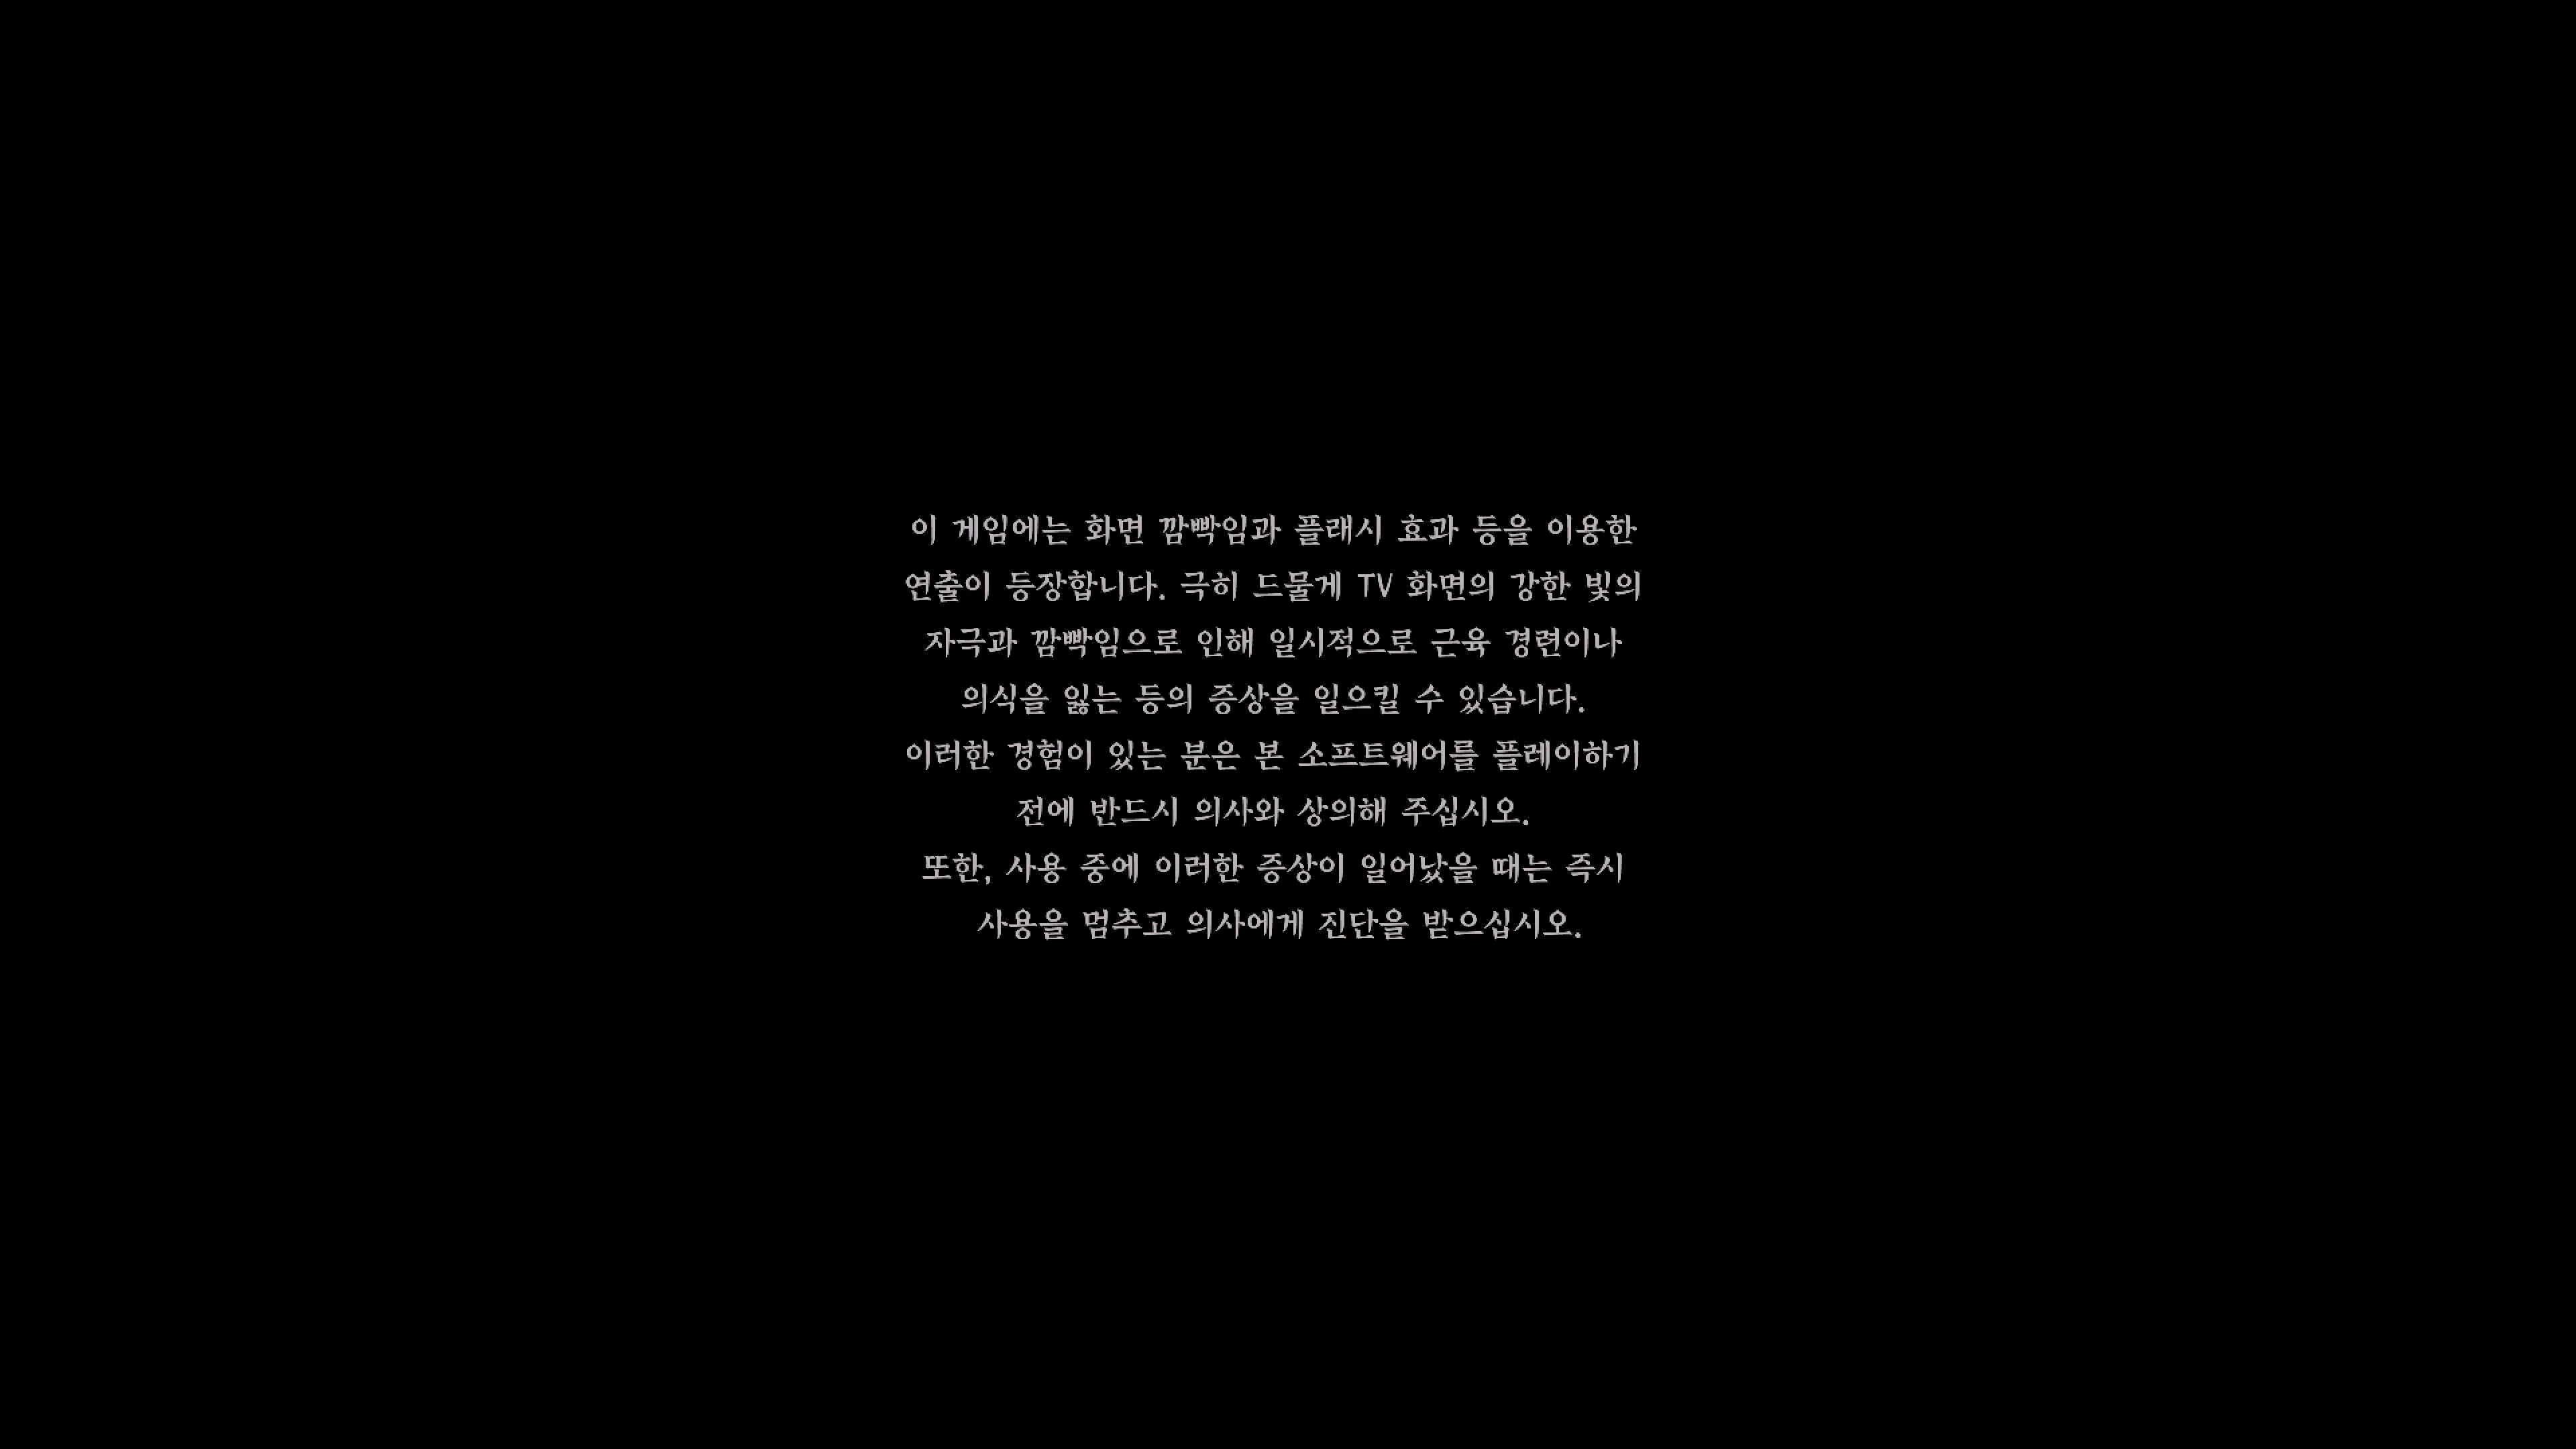 이 게임에는 화면 깜빡임과 플래시 효과 등을 이용한
연출이 등장합니다. 극히 드물게 TV 화면의 강한 빛의
자극과 깜빡임으로 인해 일시적으로 근육 경련이나
의식을 잃는 등의 증상을 일으킬 수 있습니다.
이러한 경험이 있는 분은 본 소프트웨어를 플레이하기
전에 반드시 의사와 상의해 주십시오.
또한, 사용 중에 이러한 증상이 일어났을 때는 즉시
사용을 멈추고 의사에게 진단을 받으십시오.